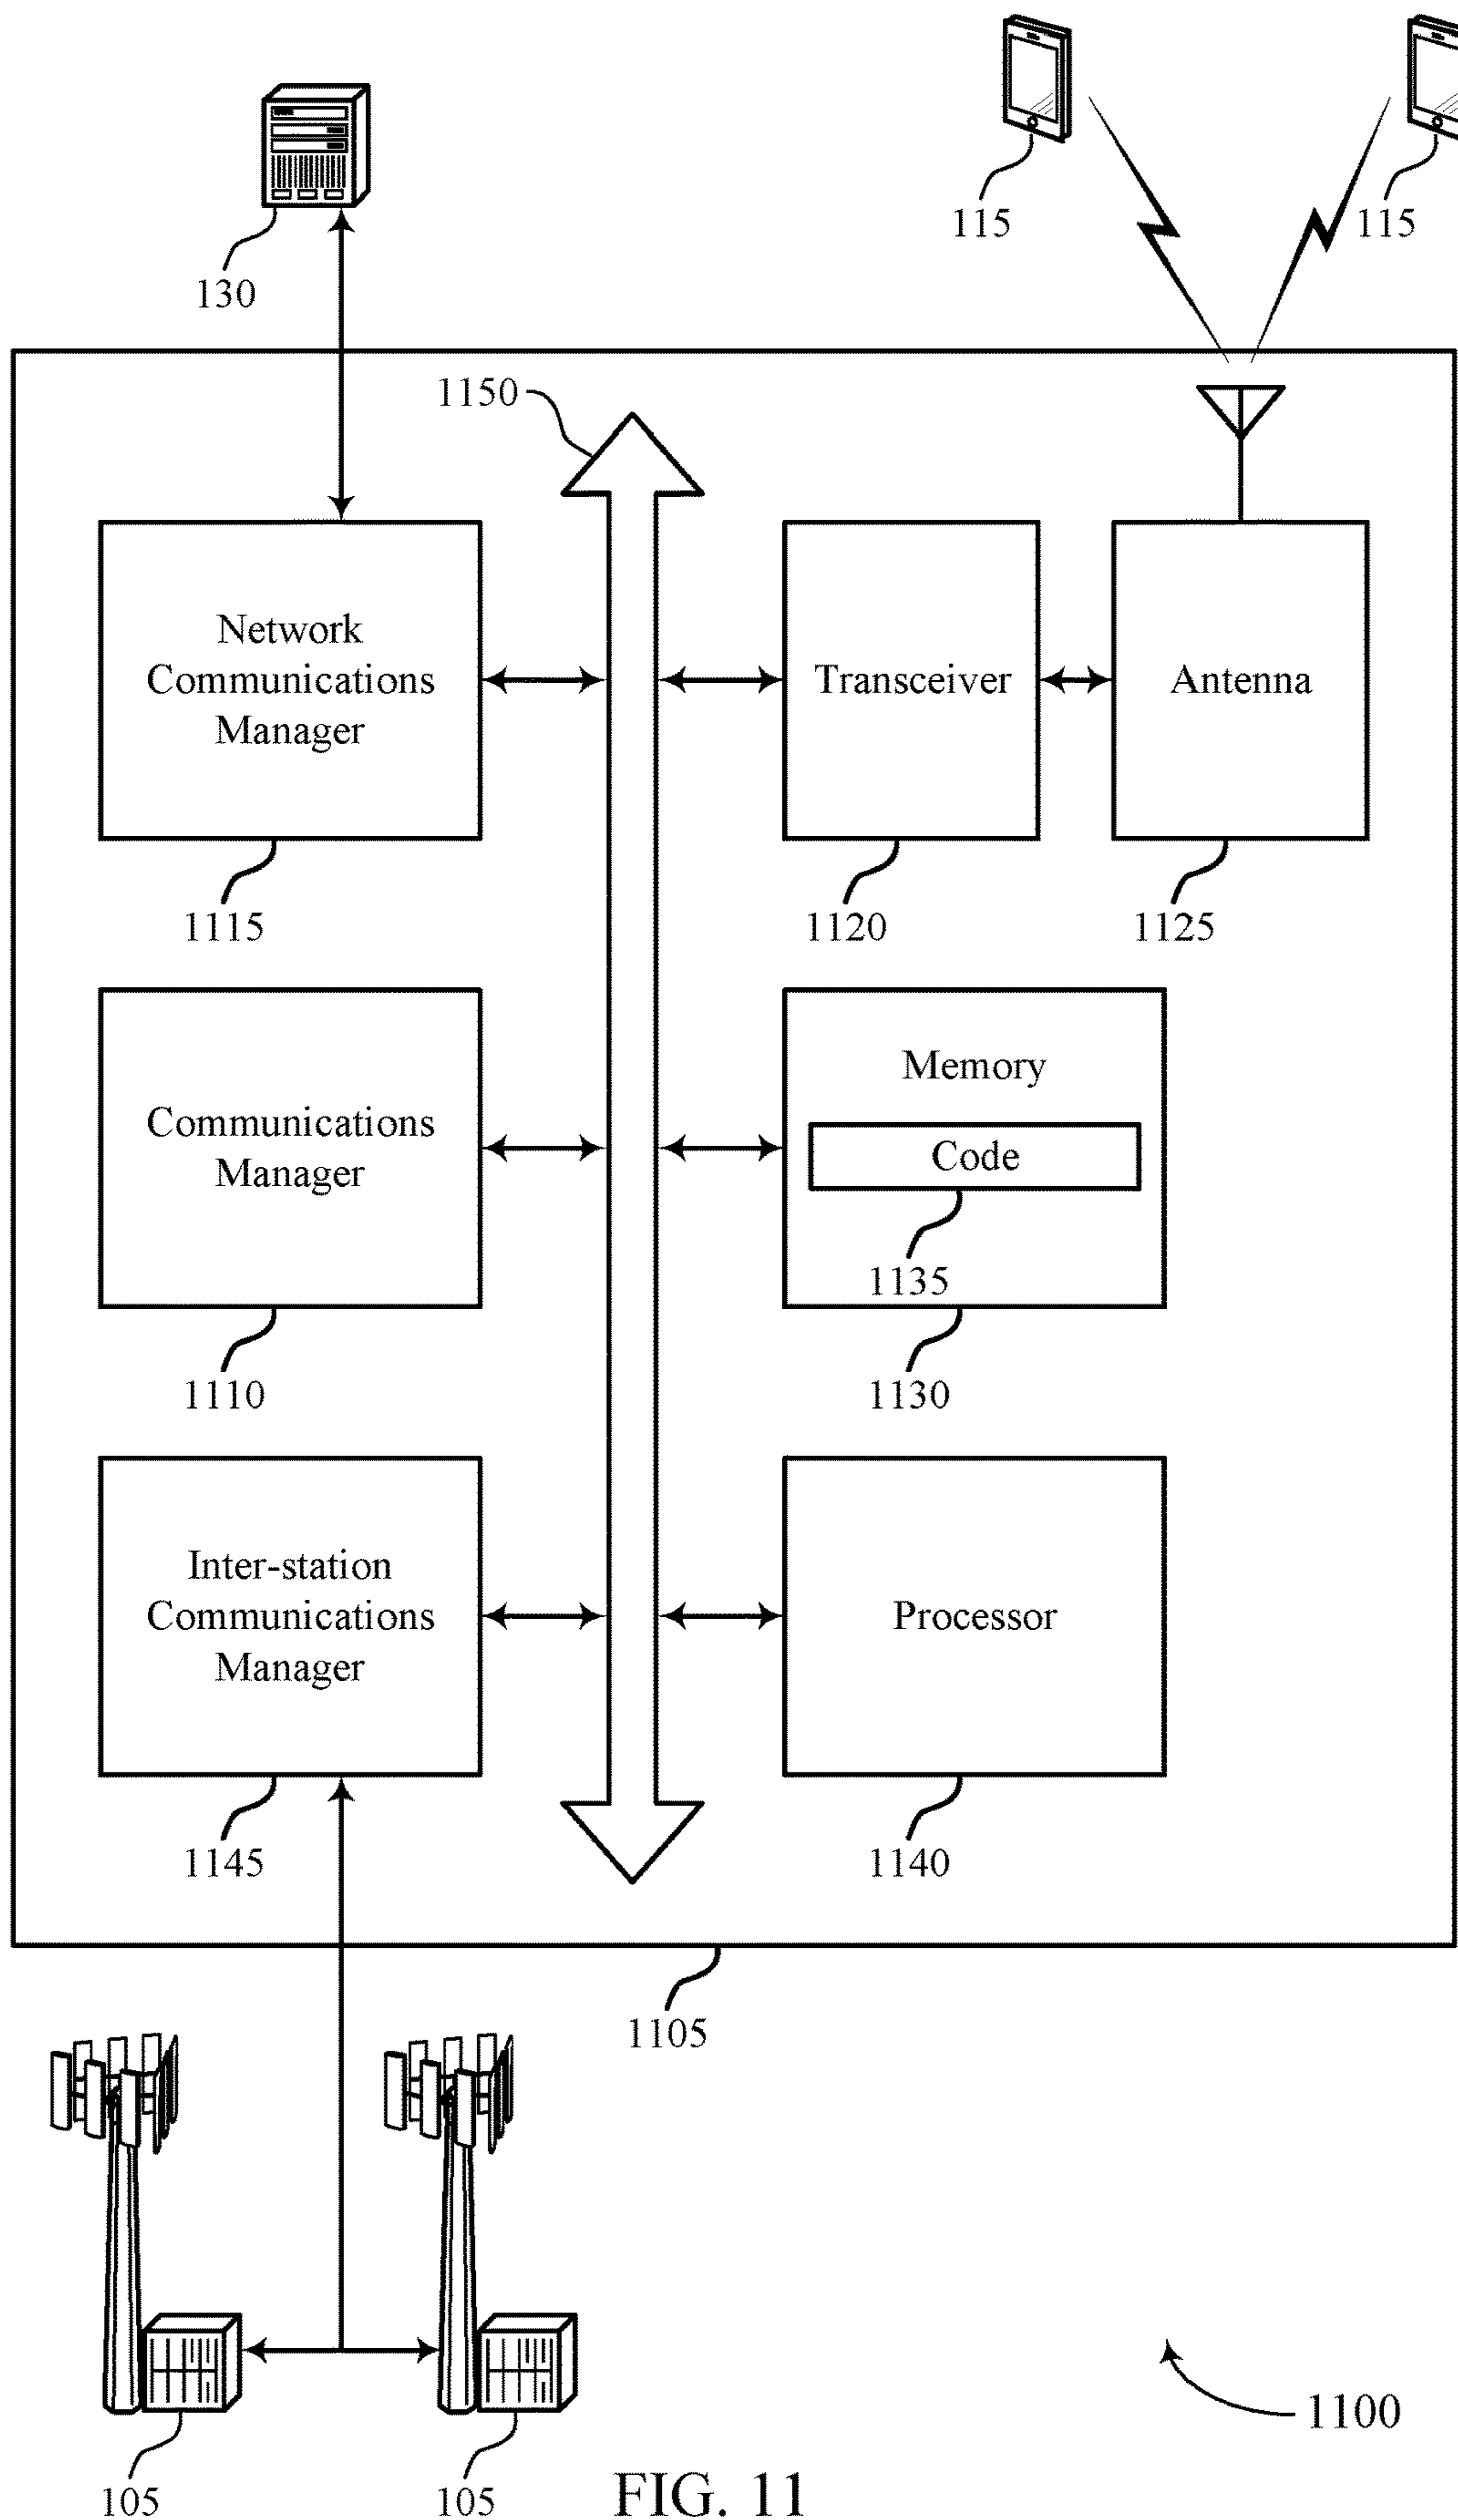 130
115
115
1150
Network
Communications
Manager
Transceiver
Antenna
1115
1120
1125
Communications
Manager
Memory
Code
1135
1110
1130
Inter-station
Communications
Manager
Processor
1145
1140
1105
1100
105
105
FIG. 11